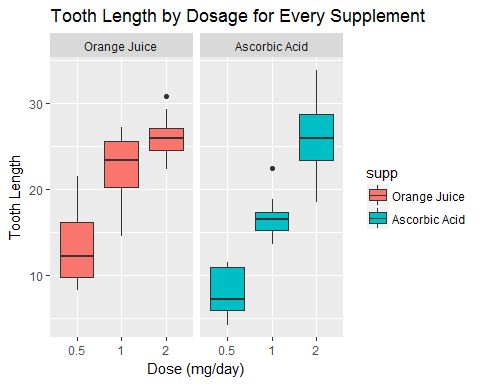 Tooth Length by Dosage for Every Supplement
Orange Juice
Ascorbic Acid
Tooth Length
30
20
10
0.5 1 2
0.5 1 2
Dose (mg/day)
supp
Orange Juice
Ascorbic Acid